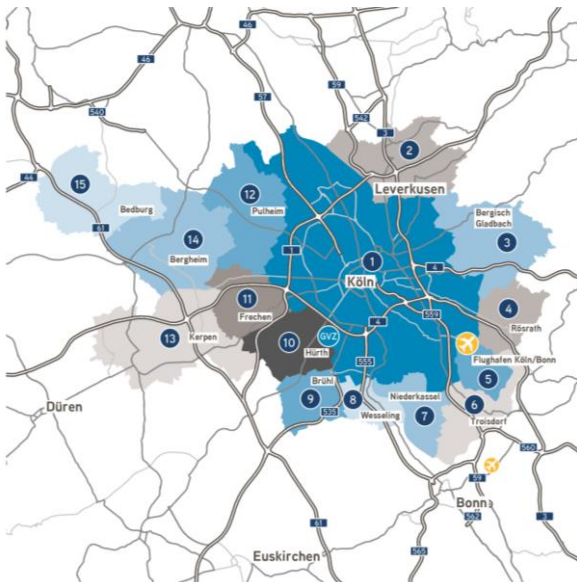 46
46
57
59
540
542
3
2
Leverkusen
44
15
12
Bedburg
Pulheim
61
Bergisch
Gladbach
14
3
1
1
Bergheim
Köln
4
11
4
Frechen
559
Rösrath
13
Kerpen
10
GVZ
4
Hürth
Flughafen Köln/Bonn
555
Brühl
5
Niederkassel
9
8
6
535
Wesseling
7
Troisdorf
Düren
565
59
Bonn
562
3
61
Euskirchen
565